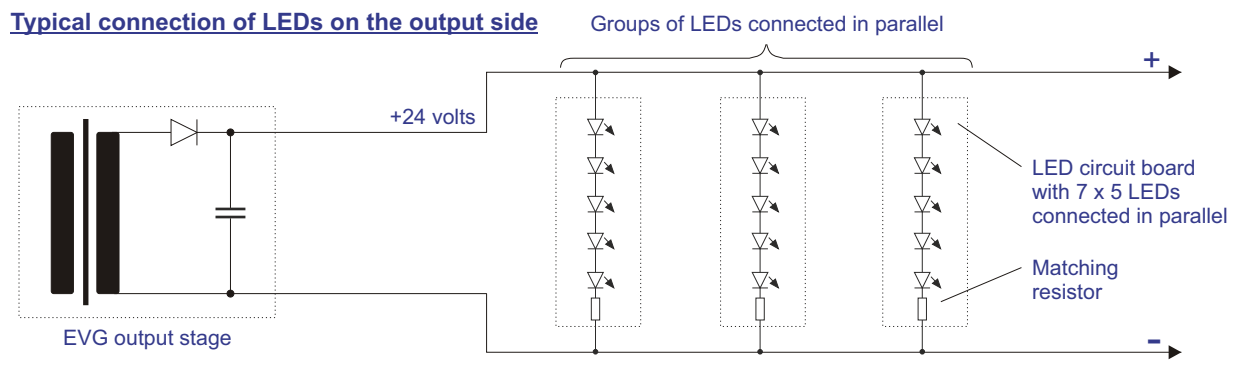 Typical connection of LEDs on the output side
Groups of LEDs connected in parallel
+
+24 volts
LED circuit board
with 7 x 5 LEDs
connected in parallel
Matching
resistor
EVG output stage
-